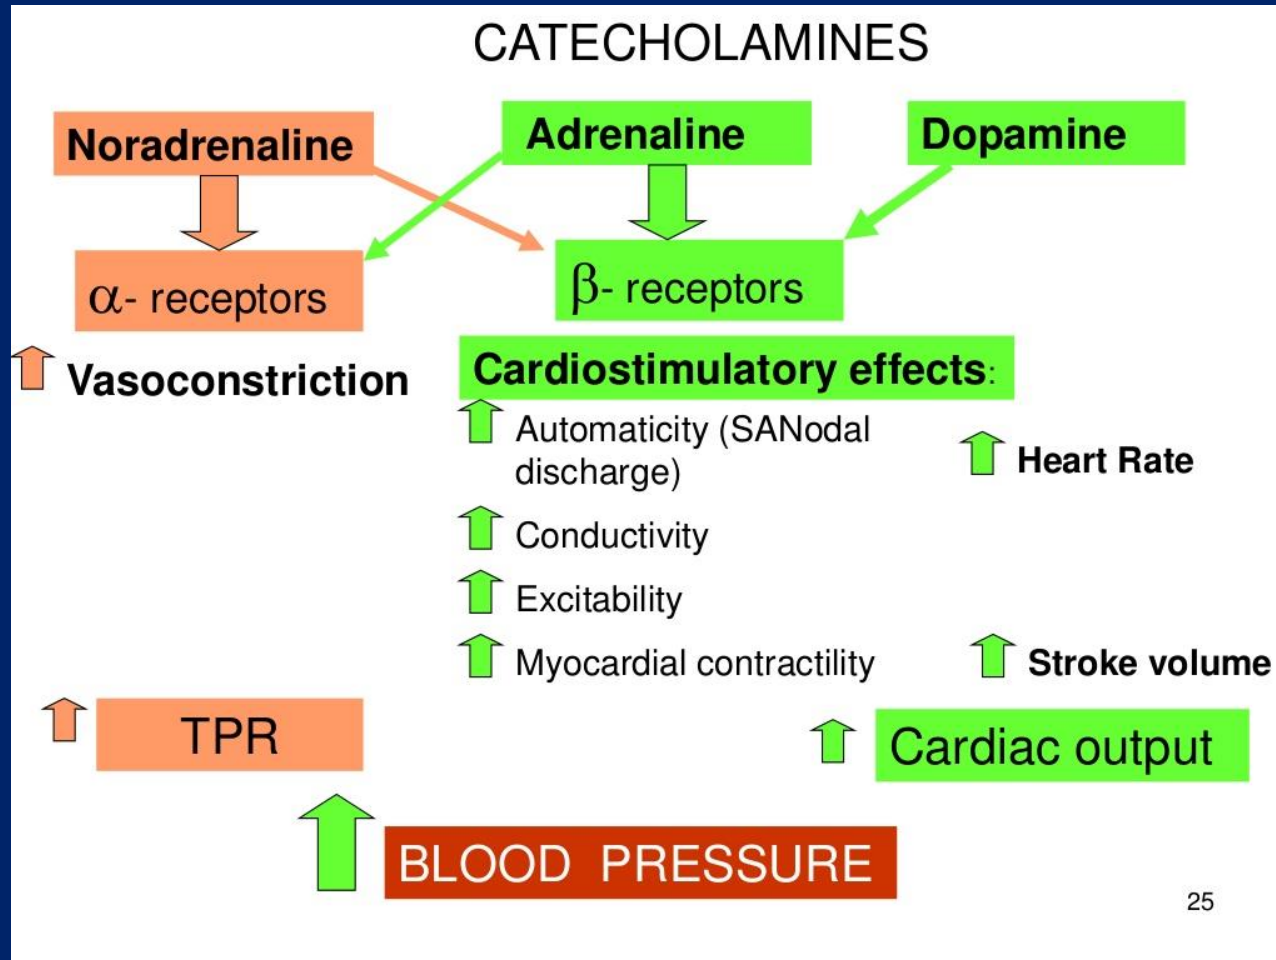 CATECHOLAMINES
Noradrenaline
Adrenaline
Dopamine
α- receptors
β- receptors
Vasoconstriction
Cardiostimulatory effects:
Automaticity (SANodal
discharge)
Heart Rate
Conductivity
Excitability
Myocardial contractility
Stroke volume
TPR
Cardiac output
BLOOD PRESSURE
25